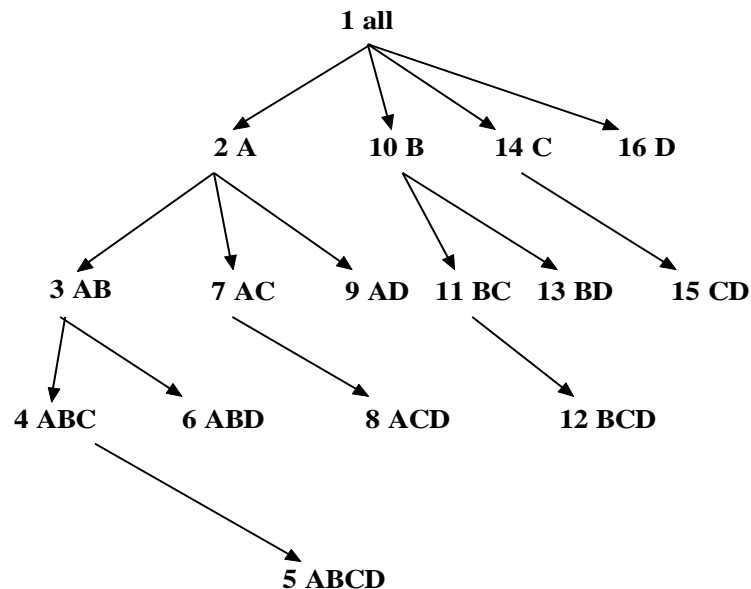 1 all
2 A 10 B 14 C 16 D
3 AB 7 AC 9 AD 11 BC 13 BD 15 CD
4 ABC 6 ABD 8 ACD 12 BCD
5 ABCD